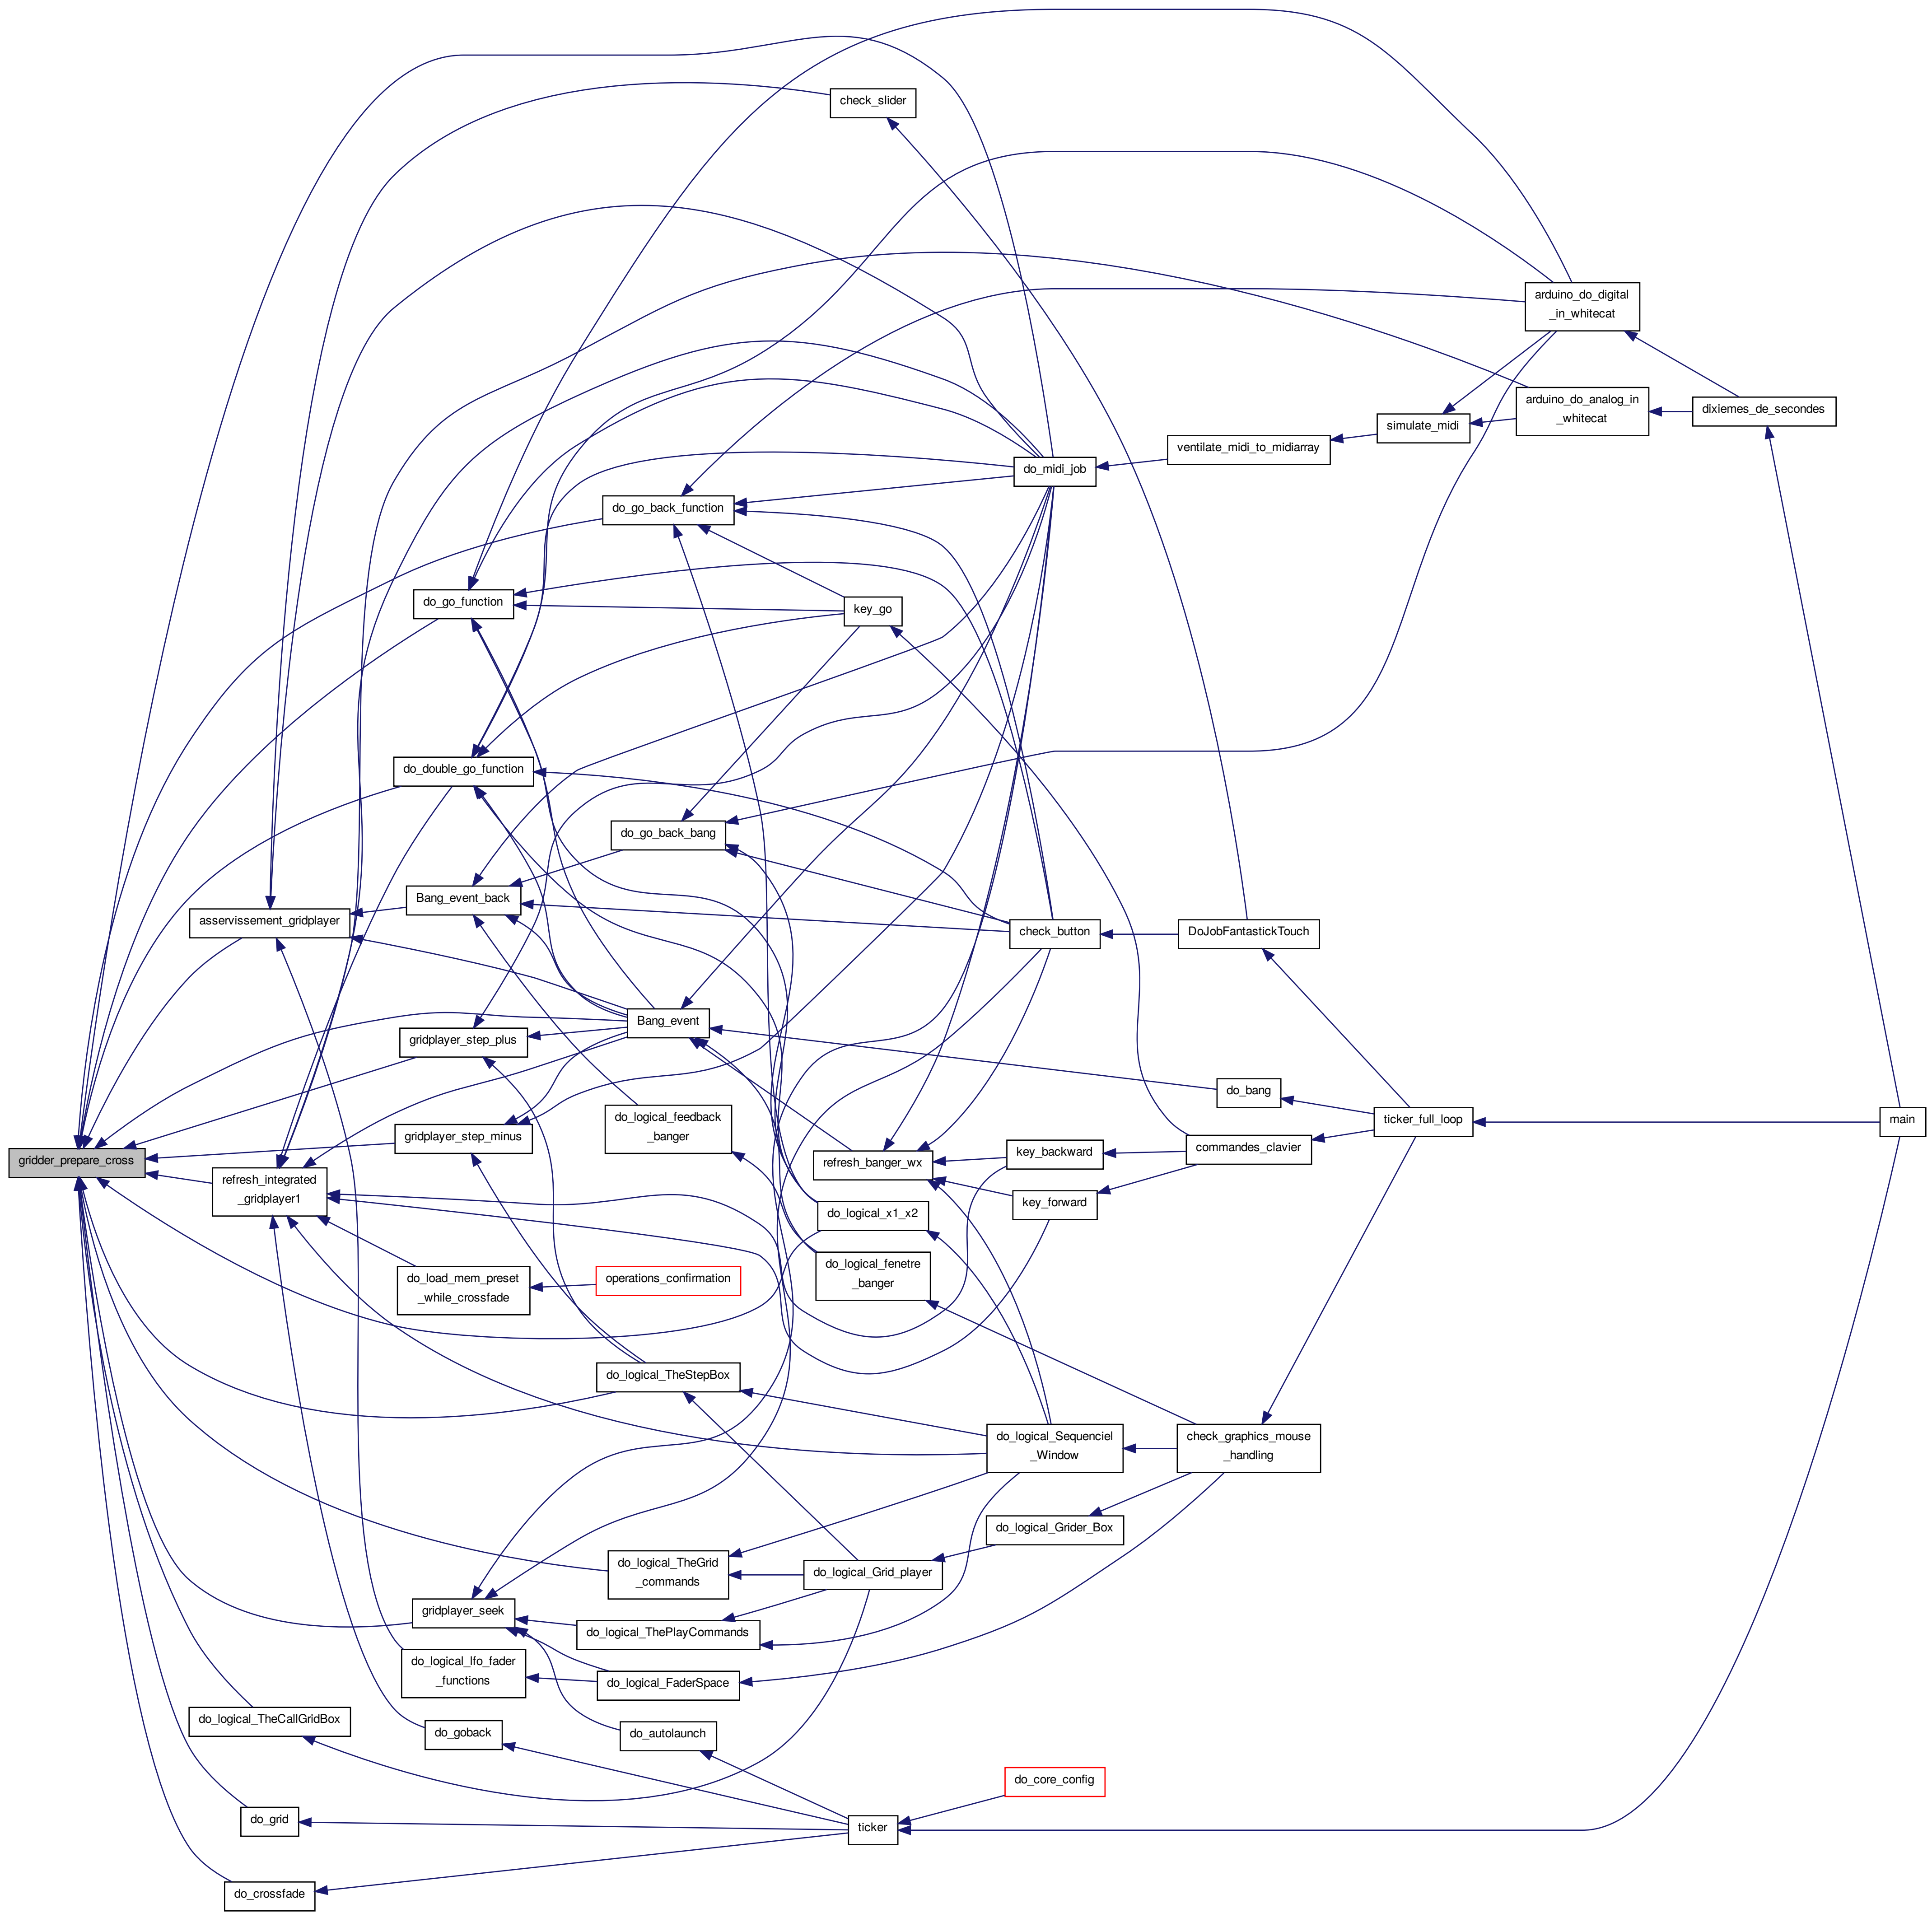 check_slider
arduino_do_digital
_in_whitecat
arduino_do_analog_in
_whitecat
dixiemes_de_secondes
simulate_midi
ventilate_midi_to_midiarray
do_midi_job
do_go_back_function
do_go_function
key_go
do_double_go_function
do_go_back_bang
Bang_event_back
asservissement_gridplayer
check_button
DoJobFantastickTouch
Bang_event
gridplayer_step_plus
do_bang
do_logical_feedback
_banger
ticker_full_loop
main
gridplayer_step_minus
commandes_clavier
key_backward
gridder_prepare_cross
refresh_banger_wx
refresh_integrated
_gridplayer1
key_forward
do_logical_x1_x2
do_logical_fenetre
_banger
do_load_mem_preset
_while_crossfade
operations_confirmation
do_logical_TheStepBox
do_logical_Sequenciel
_Window
check_graphics_mouse
_handling
do_logical_Grider_Box
do_logical_TheGrid
_commands
do_logical_Grid_player
gridplayer_seek
do_logical_ThePlayCommands
do_logical_lfo_fader
_functions
do_logical_FaderSpace
do_logical_TheCallGridBox
do_goback
do_autolaunch
do_core_config
do_grid
ticker
do_crossfade